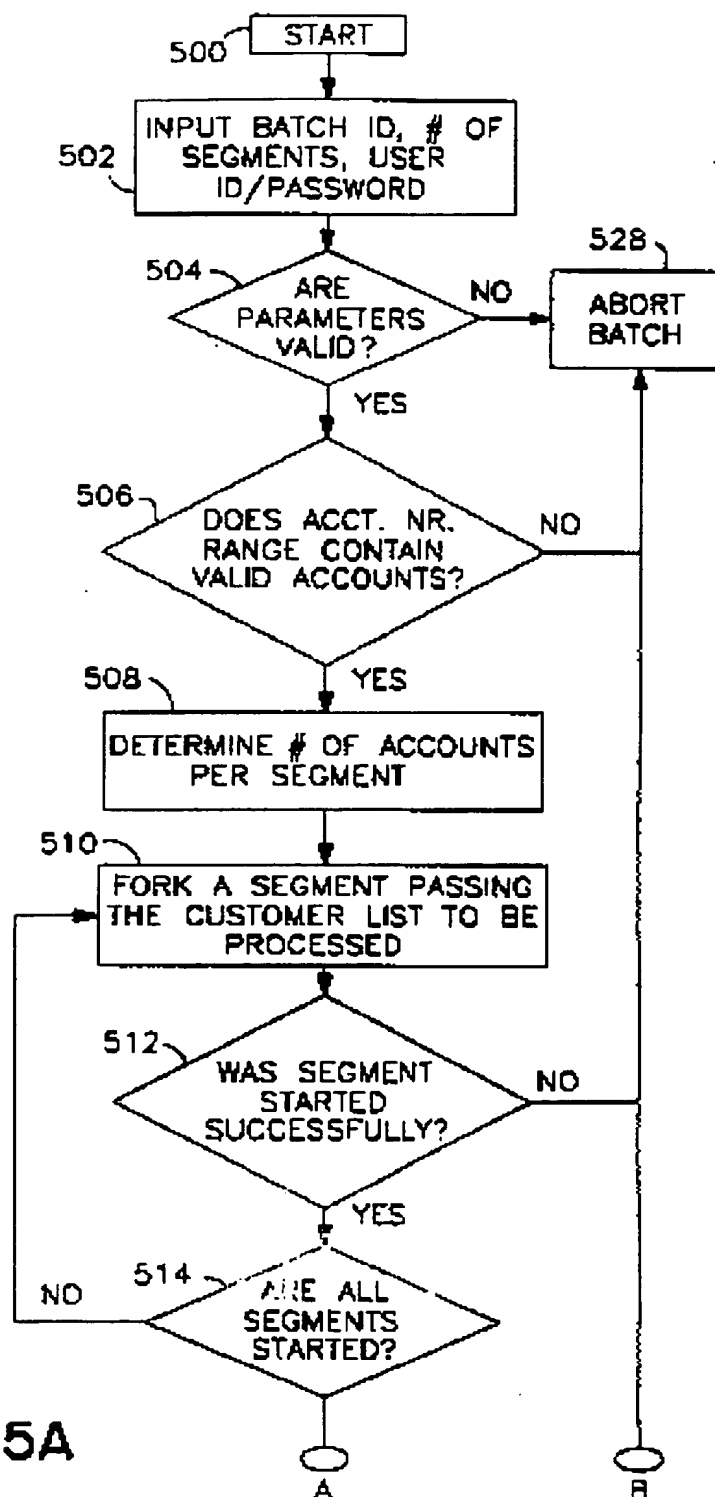 START
500
INPUT BATCH ID, # OF
SEGMENTS, USER
ID/PASSWORD
502
528
504
ARE
PARAMETERS
VALID?
NO
ABORT
BATCH
YES
506
DOES ACCT. NR.
RANGE CONTAIN
VALID ACCOUNTS?
NO
YES
508
DETERMINE # OF ACCOUNTS
PER SEGMENT
510
FORK A SEGMENT PASSING
THE CUSTOMER LIST TO BE
PROCESSED
512
WAS SEGMENT
STARTED
SUCCESSFULLY?
NO
YES
514
NO
ARE ALL
SEGMENTS
STARTED?
5A
A
B